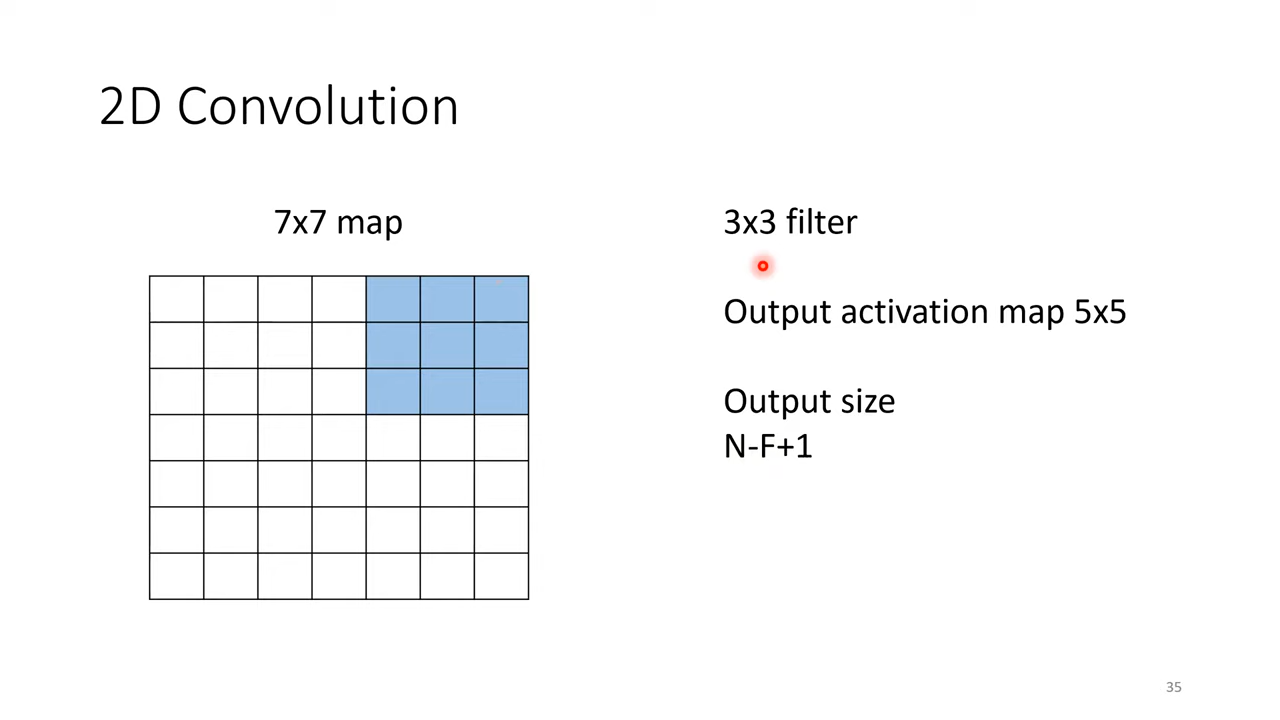 2D Convolution
7x7 map
3x3 filter
Output activation map 5x5
Output size
N-F+1
35